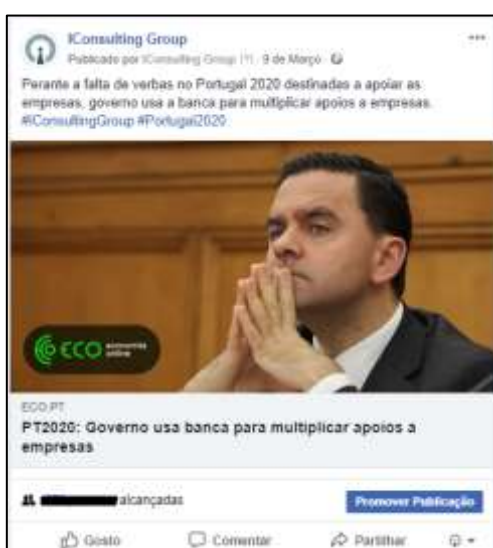 IConsulting Group
Publicado por IConsulting Group [?] · 9 de Março ·
Perante a falta de verbas no Portugal 2020 destinadas a apoiar as
empresas, governo usa a banca para multiplicar apoios a empresas.
#IConsultingGroup #Portugal2020
ECO economia
online
ECO.PT
PT2020: Governo usa banca para multiplicar apoios a
empresas
alcançadas
Promover Publicação
Gosto Comentar Partilhar